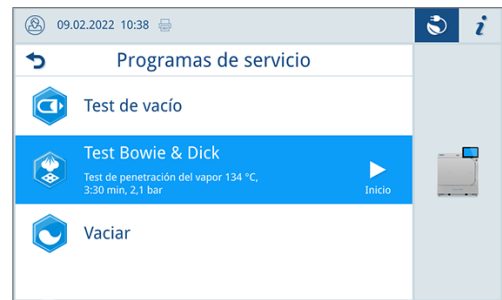 09.02.2022 10:38
i
Programas de servicio
Test de vacío
Test Bowie & Dick
Test de penetración del vapor 134 °C,
3:30 min, 2,1 bar
Inicio
Vaciar